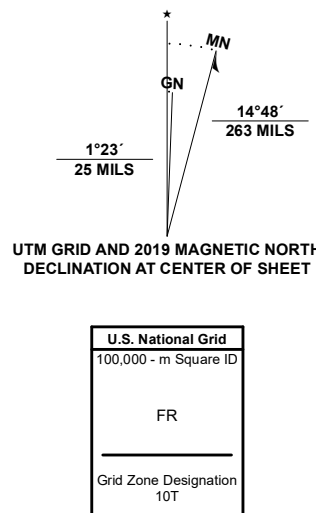 ★
MN
GN
14°48´
263 MILS
1°23´
25 MILS
UTM GRID AND 2019 MAGNETIC NORTH
DECLINATION AT CENTER OF SHEET
U.S. National Grid
100,000 - m Square ID
FR
Grid Zone Designation
10T